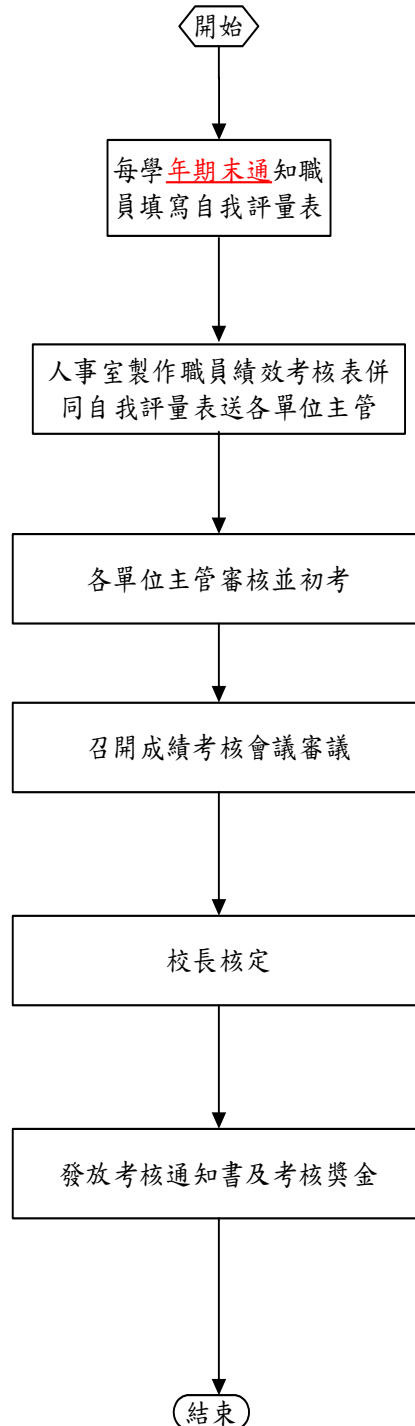 開始
每學年期末通知職
員填寫自我評量表
人事室製作職員績效考核表併
同自我評量表送各單位主管
各單位主管審核並初考
召開成績考核會議審議
校長核定
發放考核通知書及考核獎金
結束